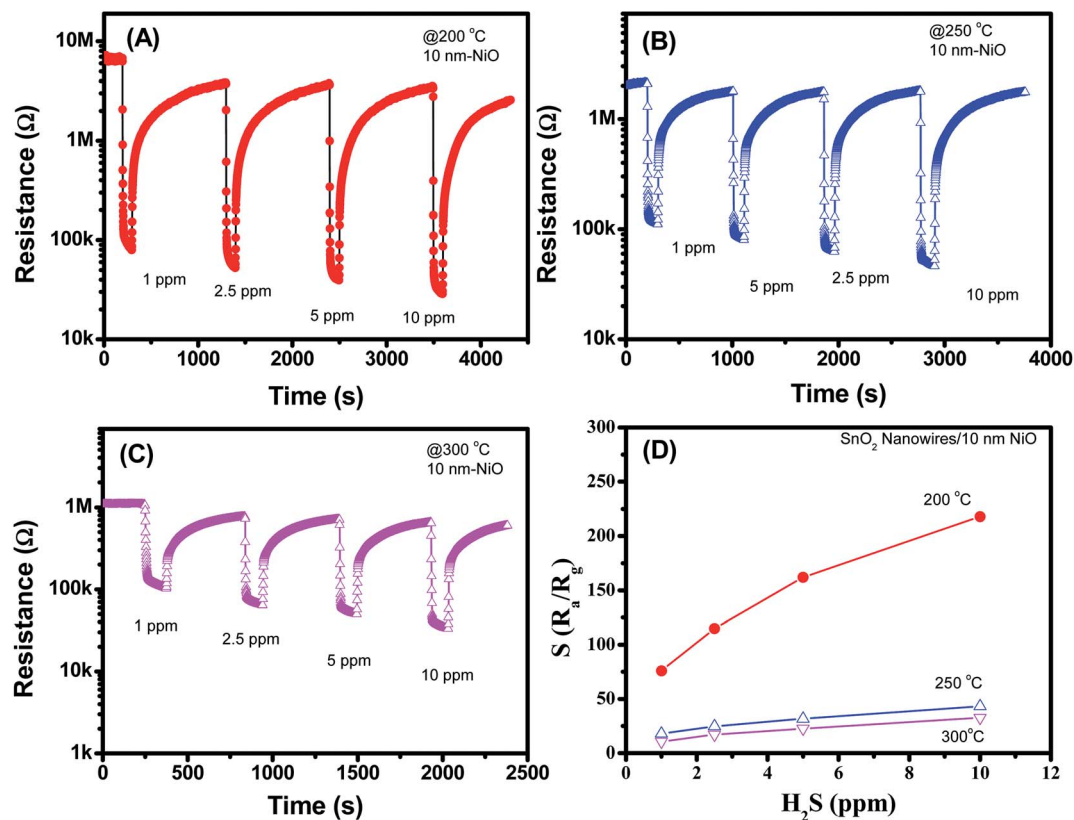 (A)
@200 °C
10 nm-NiO
10M
1M
100k
10k
Resistance (Ω)
1 ppm
2.5 ppm
5 ppm
10 ppm
0
1000
2000
3000
4000
Time (s)
(B)
@250 °C
10 nm-NiO
1M
100k
10k
Resistance (Ω)
1 ppm
5 ppm
2.5 ppm
10 ppm
0
1000
2000
3000
4000
Time (s)
(C)
@300 °C
10 nm-NiO
1M
100k
10k
1k
Resistance (Ω)
1 ppm
2.5 ppm
5 ppm
10 ppm
0
500
1000
1500
2000
2500
Time (s)
(D)
SnO₂ Nanowires/10 nm NiO
300
250
200
150
100
50
0
S (Rₐ/R_g)
200 °C
250 °C
300°C
0
2
4
6
8
10
12
H₂S (ppm)